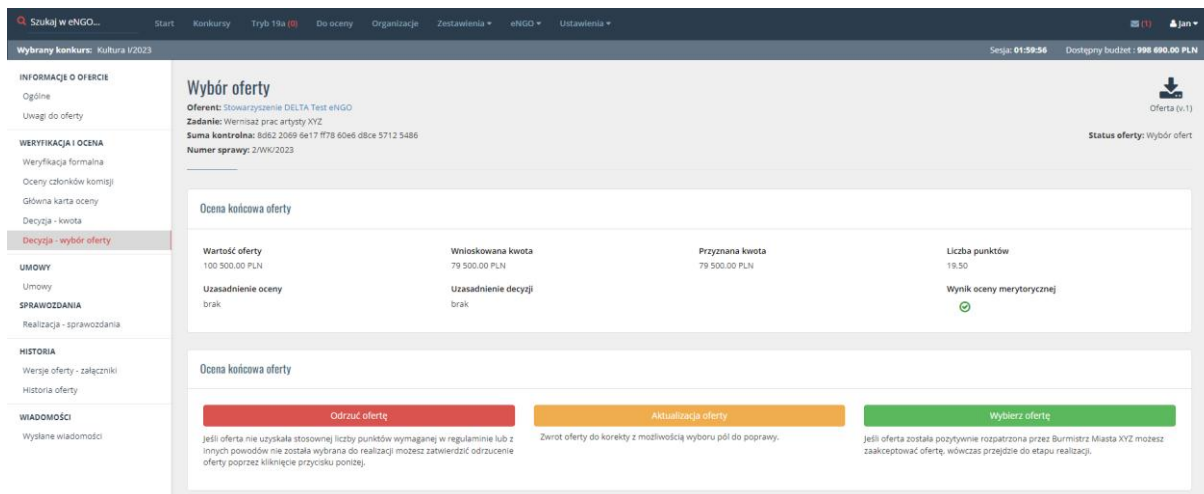 Szukaj w eNGO... Start Konkursy Tryb 19a (0) Do oceny Organizacje Zestawienia eNGO Ustawienia (1) Jan
Wybrany konkurs: Kultura I/2023 Sesja: 01:59:56 Dostępny budżet : 998 690.00 PLN
INFORMACJE O OFERCIE
Ogólne
Uwagi do oferty
WERYFIKACJA I OCENA
Weryfikacja formalna
Oceny członków komisji
Główna karta oceny
Decyzja - kwota
Decyzja - wybór oferty
UMOWY
Umowy
SPRAWOZDANIA
Realizacja - sprawozdania
HISTORIA
Wersje oferty - załączniki
Historia oferty
WIADOMOŚCI
Wysłane wiadomości
Wybór oferty
Oferent: Stowarzyszenie DELTA Test eNGO
Zadanie: Wernisaż prac artysty XYZ
Suma kontrolna: 8d62 2069 6e17 ff78 60e6 d8ce 5712 5486
Numer sprawy: 2/WK/2023
Oferta (v.1)
Status oferty: Wybór ofert
Ocena końcowa oferty
Wartość oferty Wnioskowana kwota Przyznana kwota Liczba punktów
100 500.00 PLN 79 500.00 PLN 79 500.00 PLN 19.50
Uzasadnienie oceny Uzasadnienie decyzji Wynik oceny merytorycznej
brak brak
Ocena końcowa oferty
Odrzuć ofertę
Jeśli oferta nie uzyskała stosownej liczby punktów wymaganej w regulaminie lub z
innych powodów nie została wybrana do realizacji możesz zatwierdzić odrzucenie
oferty poprzez kliknięcie przycisku poniżej.
Aktualizacja oferty
Zwrot oferty do korekty z możliwością wyboru pól do poprawy.
Wybierz ofertę
Jeśli oferta została pozytywnie rozpatrzona przez Burmistrz Miasta XYZ możesz
zaakceptować ofertę, wówczas przejdzie do etapu realizacji.